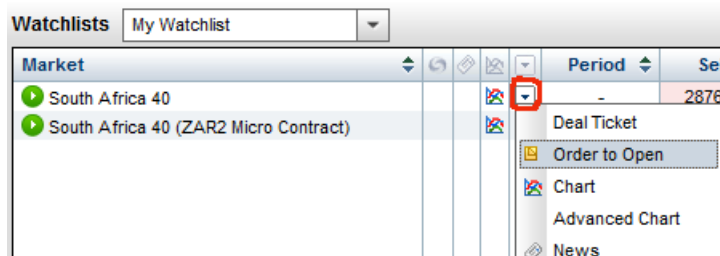 Watchlists My Watchlist
Market Period Se
South Africa 40 - 2876
South Africa 40 (ZAR2 Micro Contract)
Deal Ticket
Order to Open
Chart
Advanced Chart
News